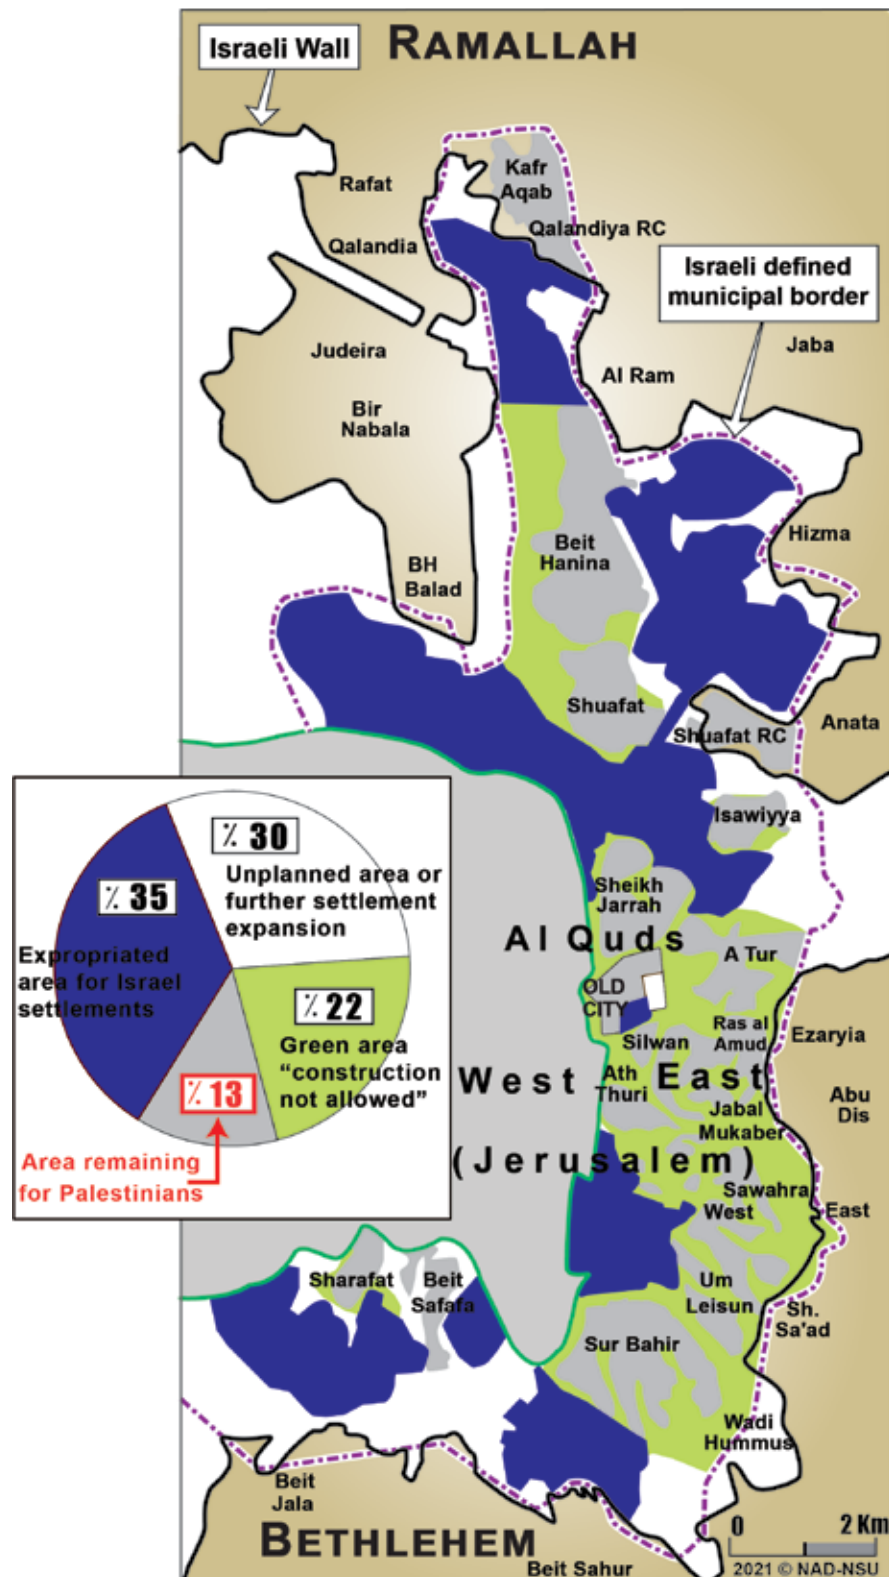 RAMALLAH
Israeli Wall
Kafr
Aqab
Rafat
Qalandiya RC
Qalandia
Israeli defined
municipal border
Jaba
Judeira
Al Ram
Bir
Nabala
Hizma
Beit
Hanina
BH
Balad
Shuafat
Anata
Shuafat RC
Isawiyya
٪ 30
Unplanned area or
further settlement
expansion
٪ 35
Expropriated
area for Israel
settlements
٪ 22
Green area
“construction
not allowed”
٪ 13
Area remaining
for Palestinians
Sheikh
Jarrah
Al Quds
A Tur
OLD
CITY
Ras al
Amud
Silwan
Ezaryia
West East
Ath
Thuri
Abu
Dis
Jabal
Mukaber
(Jerusalem)
Sawahra
West
East
Sharafat
Beit
Safafa
Um
Leisun
Sh.
Sa'ad
Sur Bahir
Wadi
Hummus
Beit
Jala
BETHLEHEM
Beit Sahur
0 2 Km
2021 © NAD-NSU